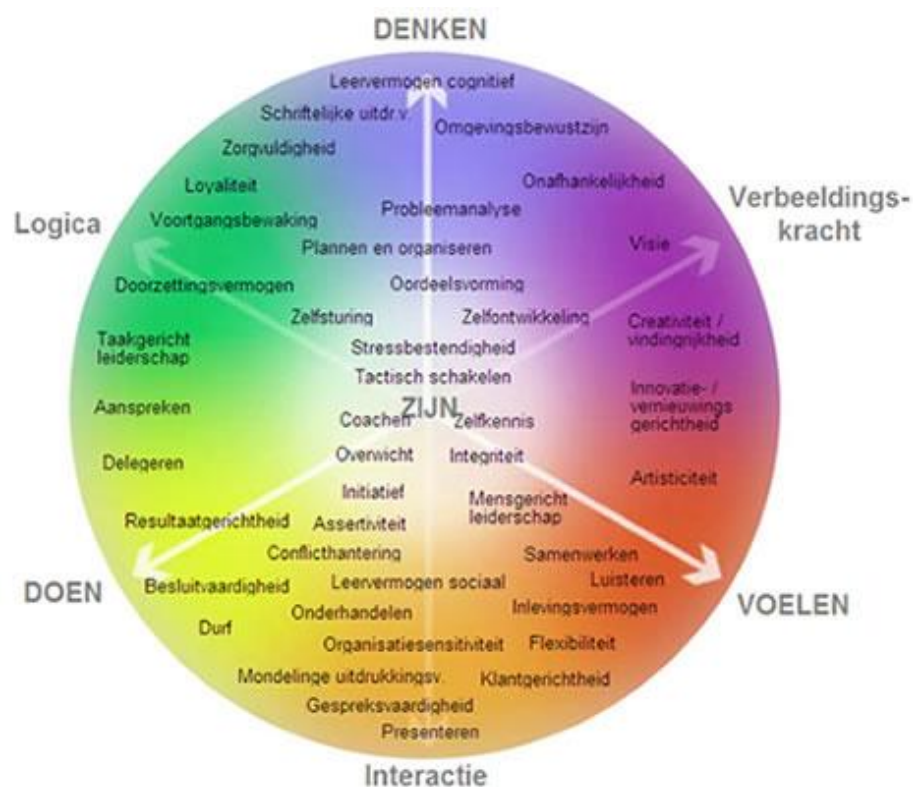 DENKEN
Leervermogen cognitief
Schriftelijke uitdr.v.
Omgevingsbewustzijn
Zorgvuldigheid
Onafhankelijkheid
Loyaliteit
Probleemanalyse
Verbeeldings-
kracht
Logica
Voortgangsbewaking
Plannen en organiseren
Visie
Doorzettingsvermogen
Oordeelsvorming
Zelfsturing
Zelfontwikkeling
Creativiteit /
vindingrijkheid
Taakgericht
leiderschap
Stressbestendigheid
Tactisch schakelen
Innovatie- /
vernieuwings
gerichtheid
Aanspreken
ZIJN
Coachen
Zelfkennis
Delegeren
Overwicht
Integriteit
Artisticiteit
Initiatief
Mensgericht
leiderschap
Resultaatgerichtheid
Assertiviteit
Conflicthantering
Samenwerken
DOEN
Besluitvaardigheid
Leervermogen sociaal
Luisteren
VOELEN
Onderhandelen
Inlevingsvermogen
Durf
Organisatiesensitiviteit
Flexibiliteit
Mondelinge uitdrukkingsv.
Klantgerichtheid
Gespreksvaardigheid
Presenteren
Interactie